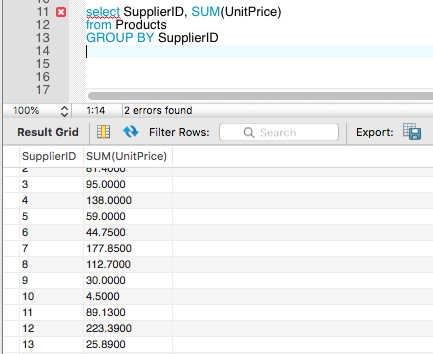 10
11 select SupplierID, SUM(UnitPrice)
12 from Products
13 GROUP BY SupplierID
14
15
16
17
100% 1:14 2 errors found
Result Grid Filter Rows: Search Export:
SupplierID SUM(UnitPrice)
2 81.4000
3 95.0000
4 138.0000
5 59.0000
6 44.7500
7 177.8500
8 112.7000
9 30.0000
10 4.5000
11 89.1300
12 223.3900
13 25.8900